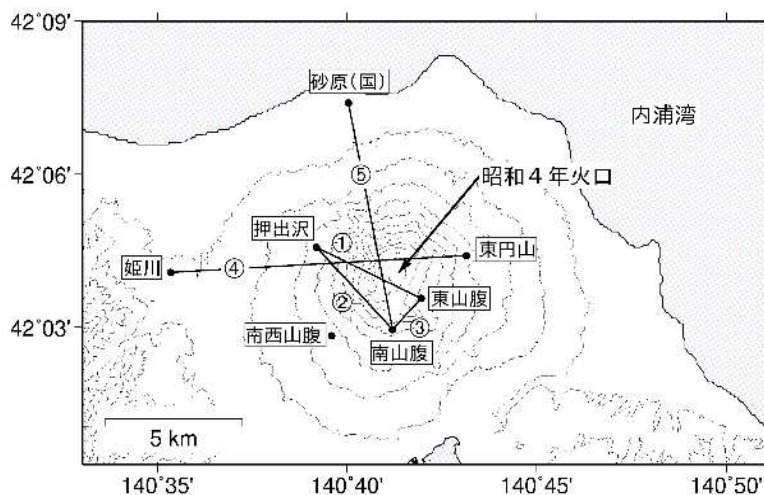 42˚09'
砂原(国)
内浦湾
42˚06'
⑤
昭和4年火口
押出沢
①
東円山
姫川
④
東山腹
②
42˚03'
③
南西山腹
南山腹
5 km
140˚35'
140˚40'
140˚45'
140˚50'